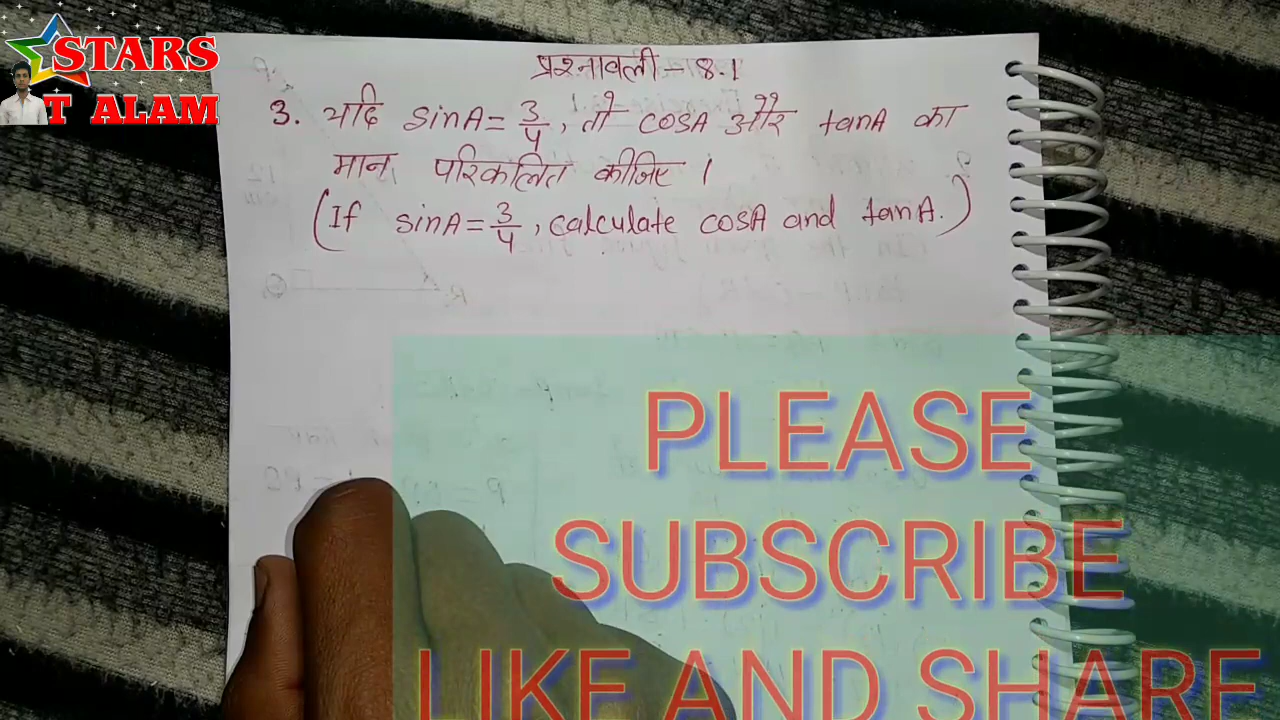 STARS
T ALAM
प्रश्नावली - 8.1
3. यदि sinA = 3/4, तो cosA और tanA का
मान परिकलित कीजिए ।
(If sinA = 3/4, calculate cosA and tanA.)
PLEASE
SUBSCRIBE
LIKE AND SHARE